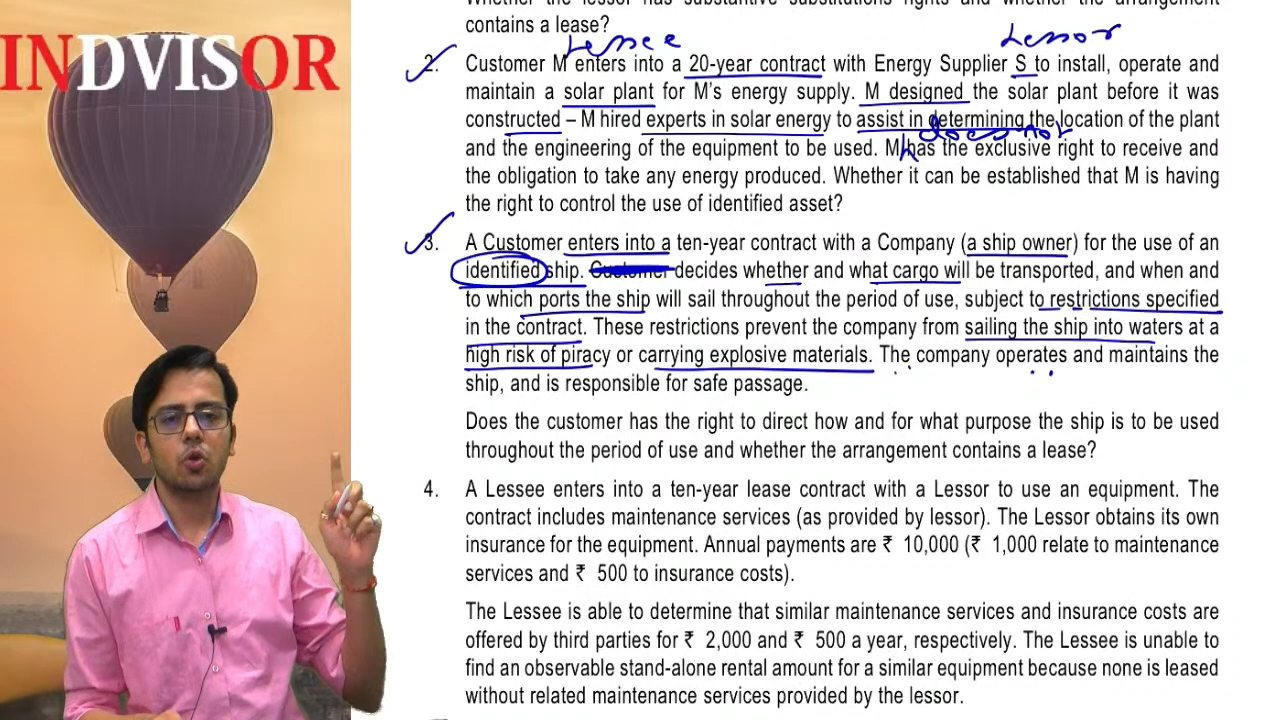 Whether the lessor has substantive substitutions rights and whether the arrangement
contains a lease?
INDVISOR
Lessee
Lessor
2. Customer M enters into a 20-year contract with Energy Supplier S to install, operate and
maintain a solar plant for M's energy supply. M designed the solar plant before it was
constructed – M hired experts in solar energy to assist in determining the location of the plant
does not
and the engineering of the equipment to be used. M has the exclusive right to receive and
the obligation to take any energy produced. Whether it can be established that M is having
the right to control the use of identified asset?
3. A Customer enters into a ten-year contract with a Company (a ship owner) for the use of an
identified ship. Customer decides whether and what cargo will be transported, and when and
to which ports the ship will sail throughout the period of use, subject to restrictions specified
in the contract. These restrictions prevent the company from sailing the ship into waters at a
high risk of piracy or carrying explosive materials. The company operates and maintains the
ship, and is responsible for safe passage.
Does the customer has the right to direct how and for what purpose the ship is to be used
throughout the period of use and whether the arrangement contains a lease?
4. A Lessee enters into a ten-year lease contract with a Lessor to use an equipment. The
contract includes maintenance services (as provided by lessor). The Lessor obtains its own
insurance for the equipment. Annual payments are ₹ 10,000 (₹ 1,000 relate to maintenance
services and ₹ 500 to insurance costs).
The Lessee is able to determine that similar maintenance services and insurance costs are
offered by third parties for ₹ 2,000 and ₹ 500 a year, respectively. The Lessee is unable to
find an observable stand-alone rental amount for a similar equipment because none is leased
without related maintenance services provided by the lessor.